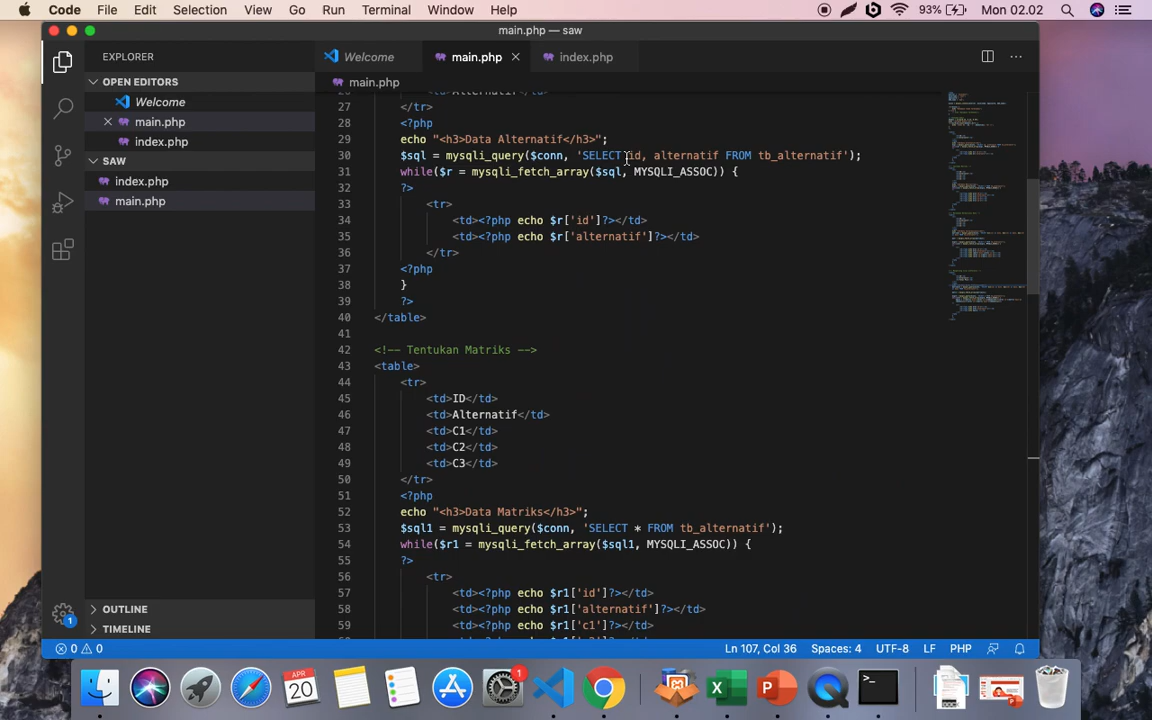 Code File Edit Selection View Go Run Terminal Window Help 93% Mon 02.02
main.php — saw
EXPLORER
OPEN EDITORS
Welcome
main.php
index.php
SAW
index.php
main.php
OUTLINE
TIMELINE
Welcome main.php index.php
main.php
27 </tr>
28 <?php
29 echo "<h3>Data Alternatif</h3>";
30 $sql = mysqli_query($conn, 'SELECT id, alternatif FROM tb_alternatif');
31 while($r = mysqli_fetch_array($sql, MYSQLI_ASSOC)) {
32 ?>
33 <tr>
34 <td><?php echo $r['id']?></td>
35 <td><?php echo $r['alternatif']?></td>
36 </tr>
37 <?php
38 }
39 ?>
40 </table>
41
42 <!-- Tentukan Matriks -->
43 <table>
44 <tr>
45 <td>ID</td>
46 <td>Alternatif</td>
47 <td>C1</td>
48 <td>C2</td>
49 <td>C3</td>
50 </tr>
51 <?php
52 echo "<h3>Data Matriks</h3>";
53 $sql1 = mysqli_query($conn, 'SELECT * FROM tb_alternatif');
54 while($r1 = mysqli_fetch_array($sql1, MYSQLI_ASSOC)) {
55 ?>
56 <tr>
57 <td><?php echo $r1['id']?></td>
58 <td><?php echo $r1['alternatif']?></td>
59 <td><?php echo $r1['c1']?></td>
0 0 Ln 107, Col 36 Spaces: 4 UTF-8 LF PHP
1
APR
20
1